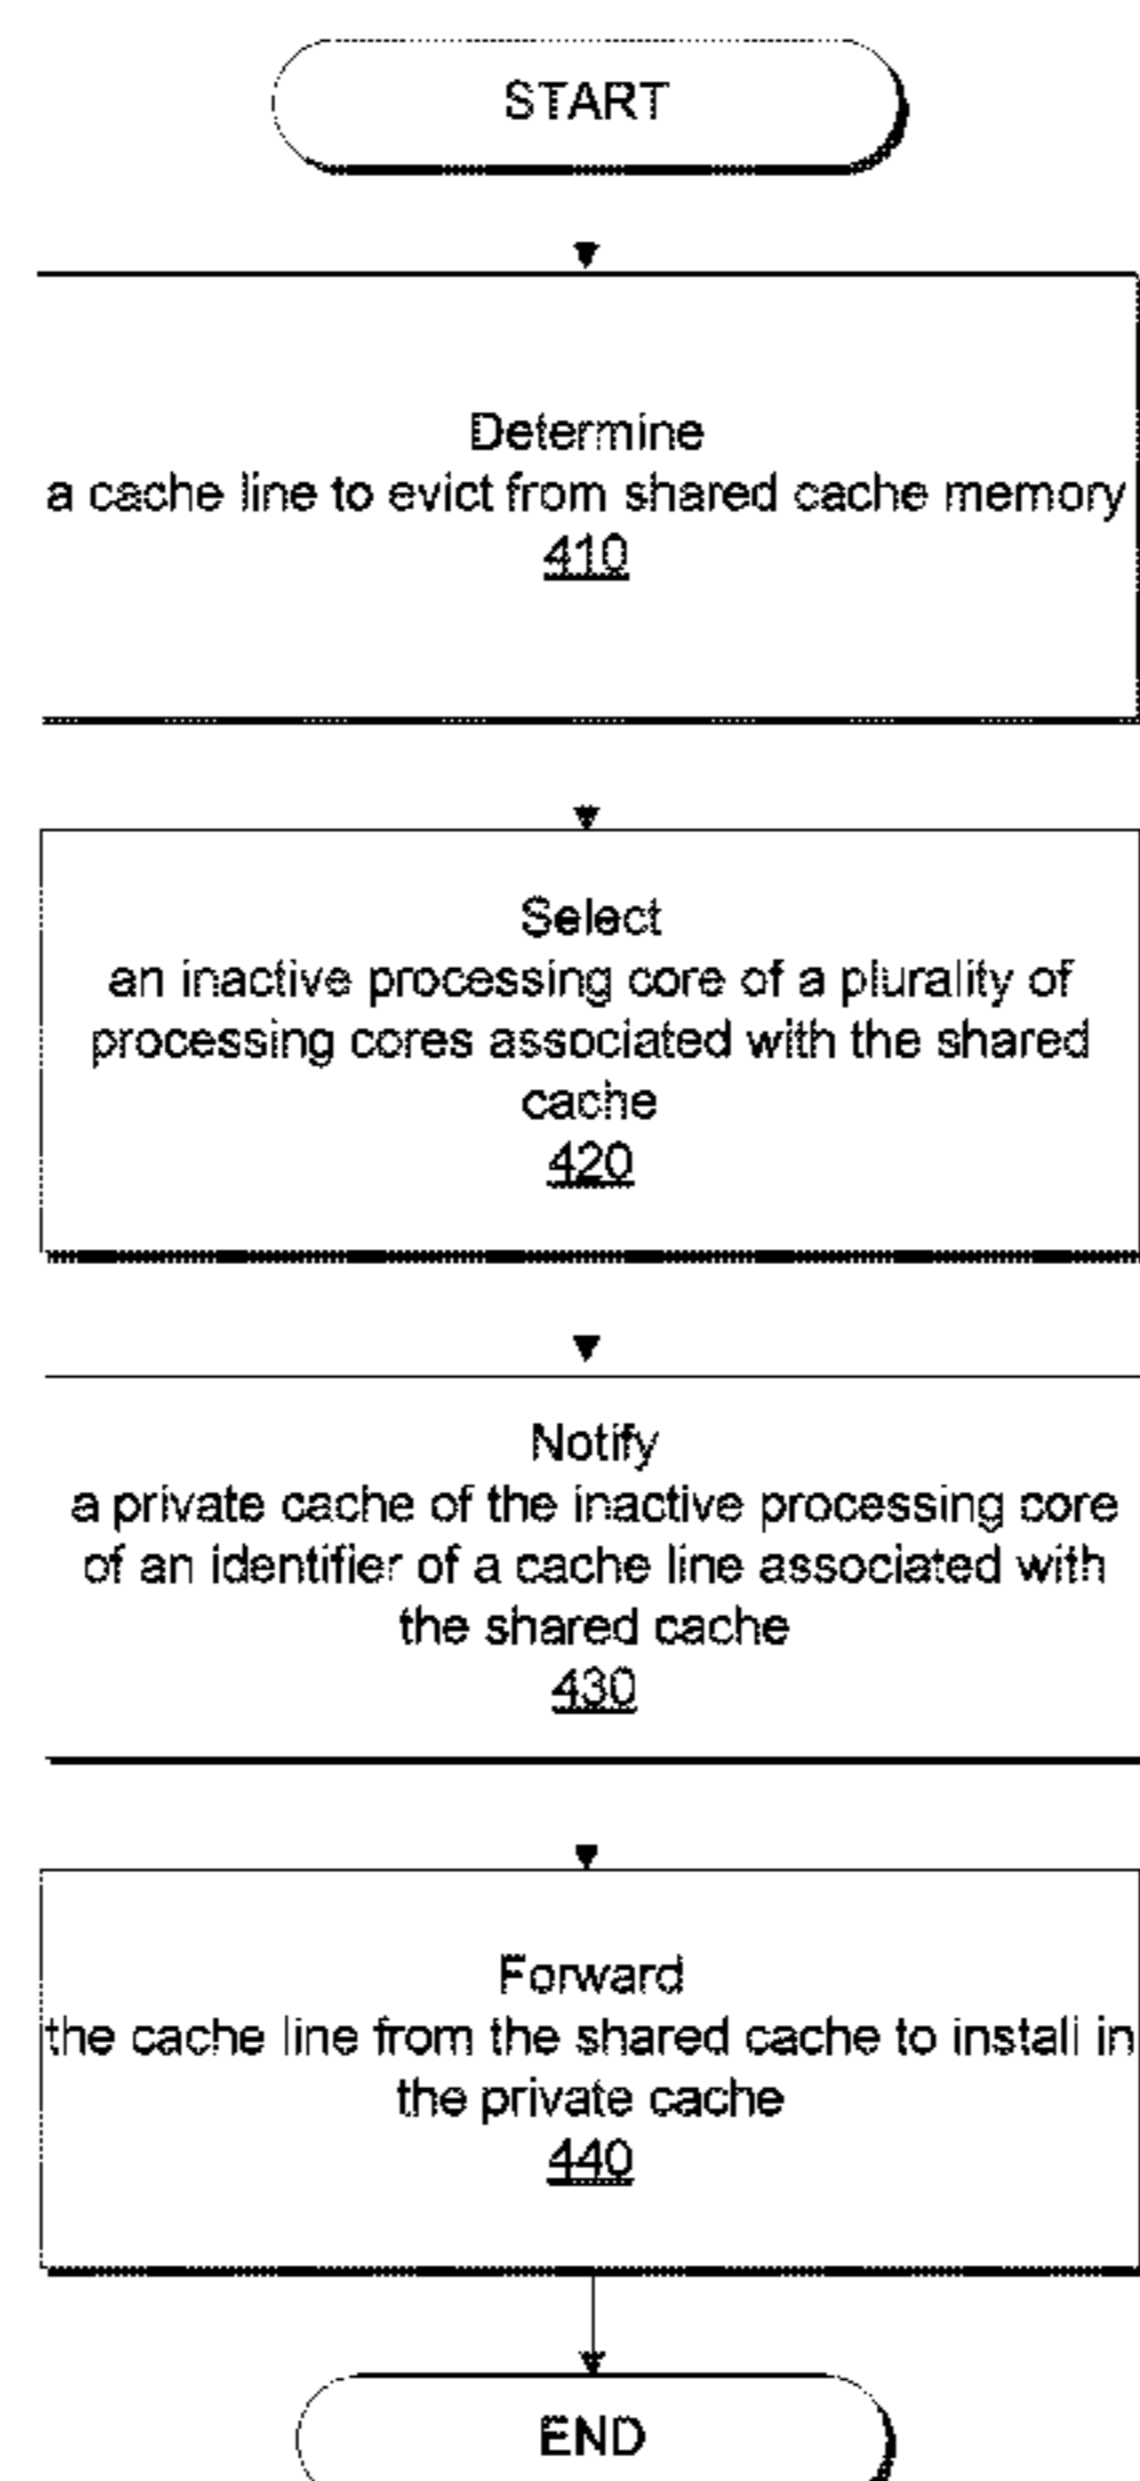 START
Determine
a cache line to evict from shared cache memory
410
Select
an inactive processing core of a plurality of
processing cores associated with the shared
cache
420
Notify
a private cache of the inactive processing core
of an identifier of a cache line associated with
the shared cache
430
Forward
the cache line from the shared cache to install in
the private cache
440
END